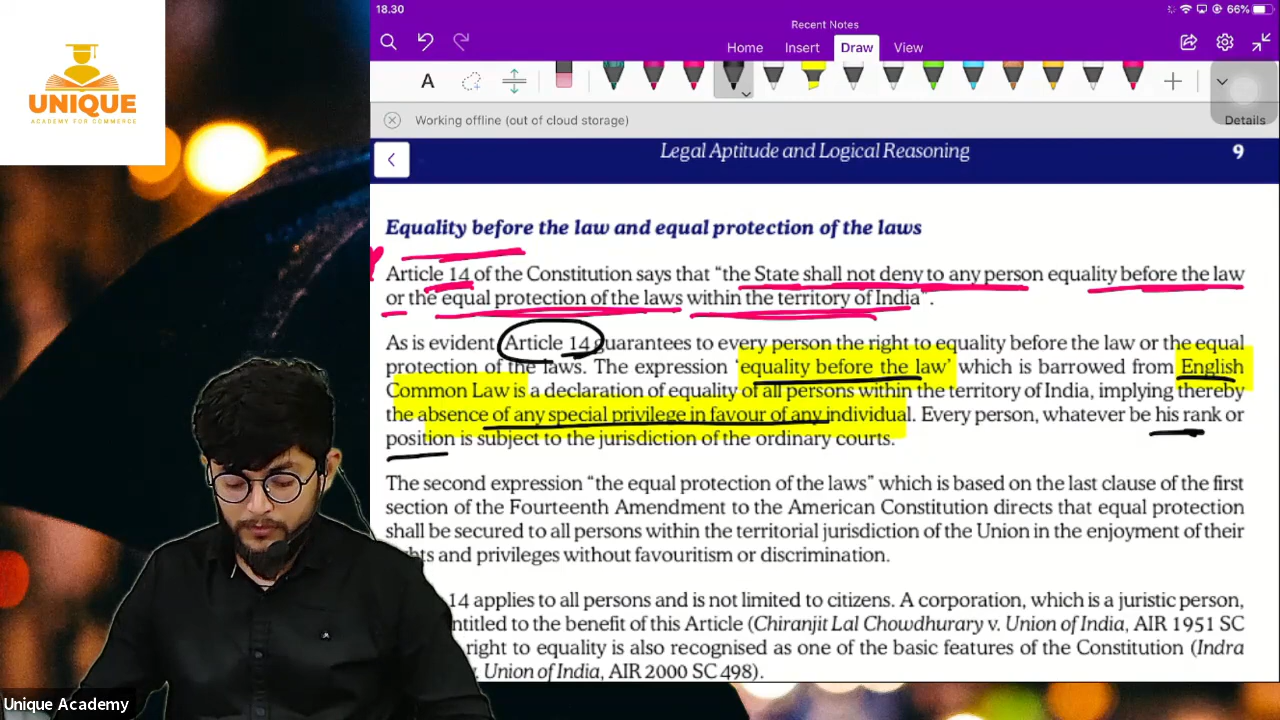 UNIQUE
ACADEMY FOR COMMERCE
18.30
66%
Recent Notes
Home Insert Draw View
A
Working offline (out of cloud storage)
Details
Legal Aptitude and Logical Reasoning
9
Equality before the law and equal protection of the laws
Article 14 of the Constitution says that “the State shall not deny to any person equality before the law
or the equal protection of the laws within the territory of India”.
As is evident Article 14 guarantees to every person the right to equality before the law or the equal
protection of the laws. The expression ‘equality before the law’ which is barrowed from English
Common Law is a declaration of equality of all persons within the territory of India, implying thereby
the absence of any special privilege in favour of any individual. Every person, whatever be his rank or
position is subject to the jurisdiction of the ordinary courts.
The second expression “the equal protection of the laws” which is based on the last clause of the first
section of the Fourteenth Amendment to the American Constitution directs that equal protection
shall be secured to all persons within the territorial jurisdiction of the Union in the enjoyment of their
and privileges without favouritism or discrimination.
14 applies to all persons and is not limited to citizens. A corporation, which is a juristic person,
entitled to the benefit of this Article (Chiranjit Lal Chowdhurary v. Union of India, AIR 1951 SC
right to equality is also recognised as one of the basic features of the Constitution (Indra
v. Union of India, AIR 2000 SC 498).
Unique Academy